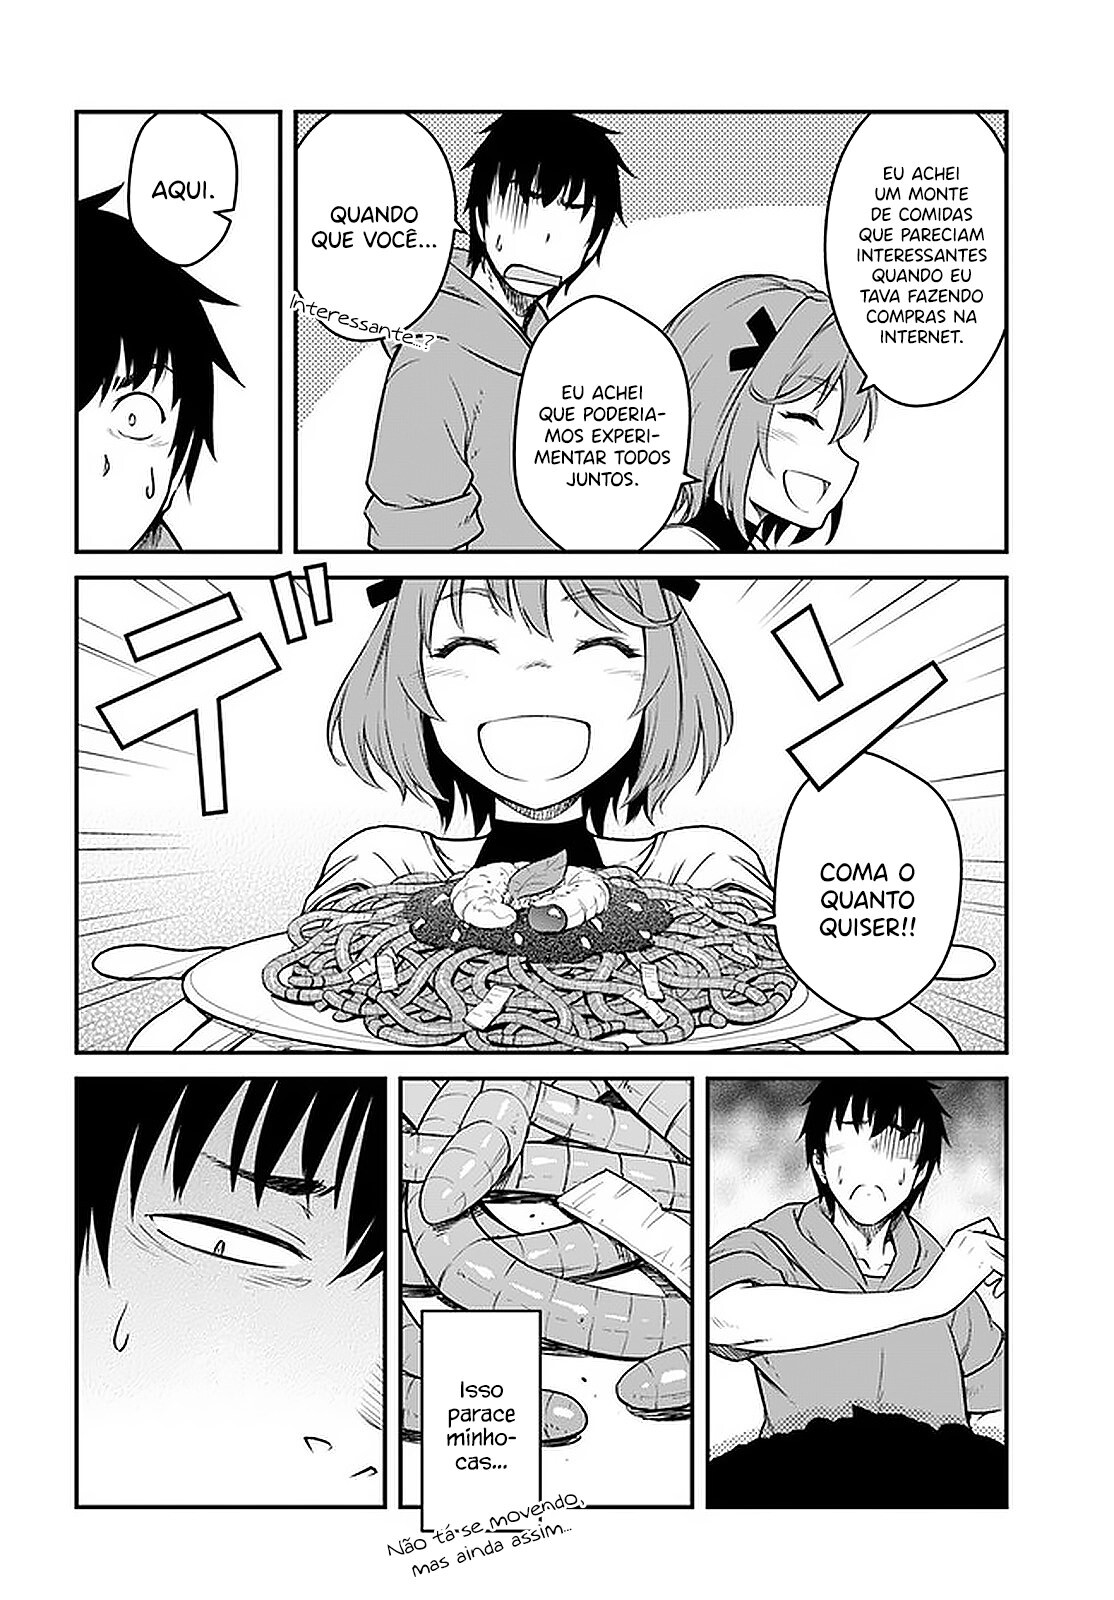 EU ACHEI
UM MONTE
DE COMIDAS
QUE PARECIAM
INTERESSANTES
QUANDO EU
TAVA FAZENDO
COMPRAS NA
INTERNET.
EU ACHEI
QUE PODERIA-
MOS EXPERI-
MENTAR TODOS
JUNTOS.
QUANDO
QUE VOCÊ...
Interessante...?
AQUI.
デデン
COMA O
QUANTO
QUISER!!
Isso
parace
minho-
cas...
Não tá se movendo,
mas ainda assim...